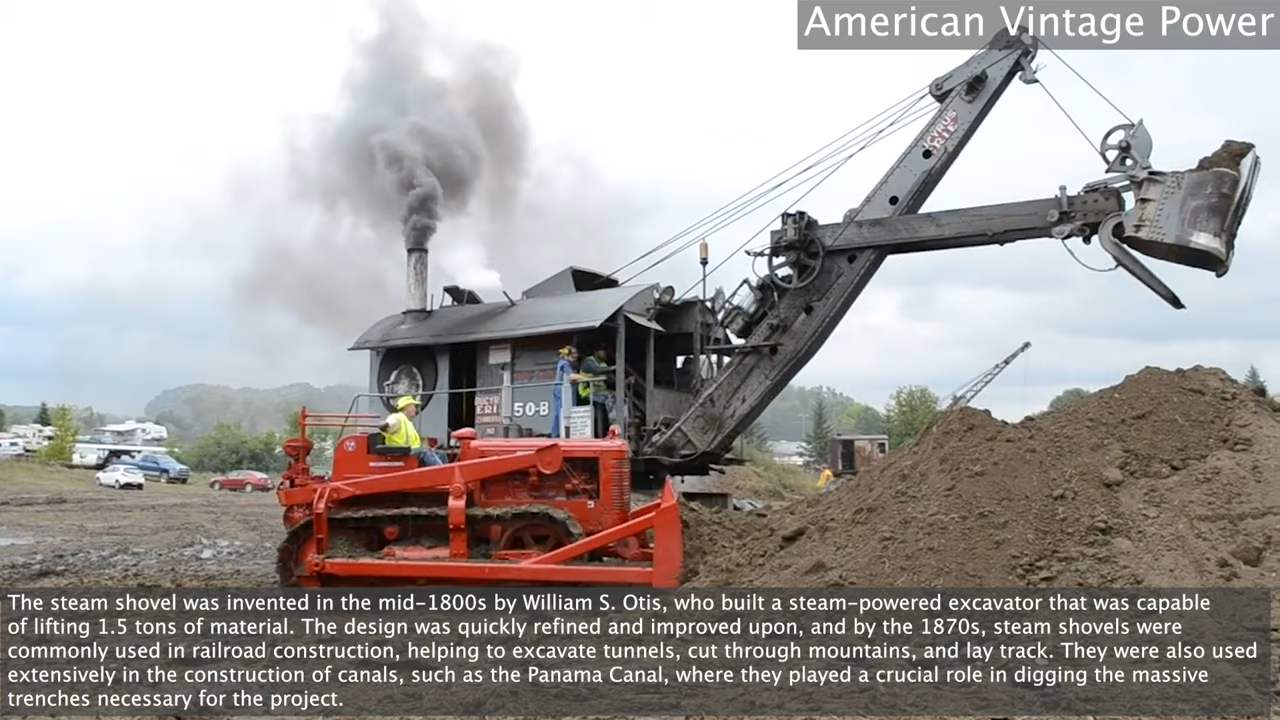 American Vintage Power
ERIE
50-B
The steam shovel was invented in the mid-1800s by William S. Otis, who built a steam-powered excavator that was capable
of lifting 1.5 tons of material. The design was quickly refined and improved upon, and by the 1870s, steam shovels were
commonly used in railroad construction, helping to excavate tunnels, cut through mountains, and lay track. They were also used
extensively in the construction of canals, such as the Panama Canal, where they played a crucial role in digging the massive
trenches necessary for the project.